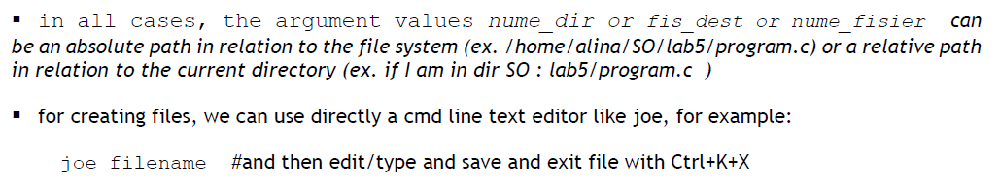 ▪ in all cases, the argument values nume_dir or fis_dest or nume_fisier can
be an absolute path in relation to the file system (ex. /home/alina/SO/lab5/program.c) or a relative path
in relation to the current directory (ex. if I am in dir SO : lab5/program.c )
▪ for creating files, we can use directly a cmd line text editor like joe, for example:
joe filename #and then edit/type and save and exit file with Ctrl+K+X